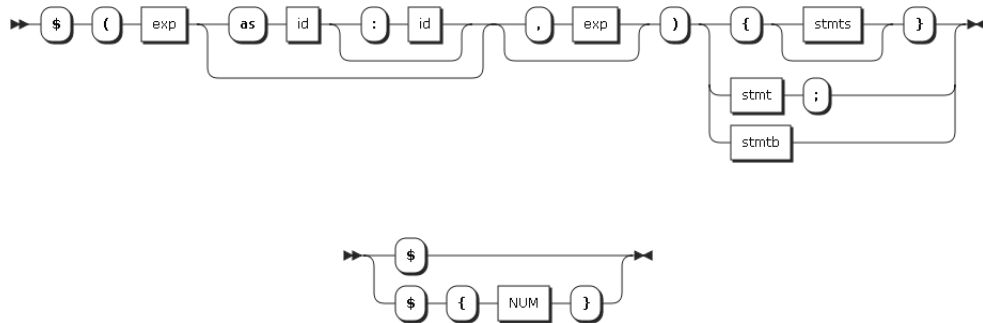 $ ( exp as id : id , exp ) { stmts }
stmt ;
stmtb
$
$ { NUM }